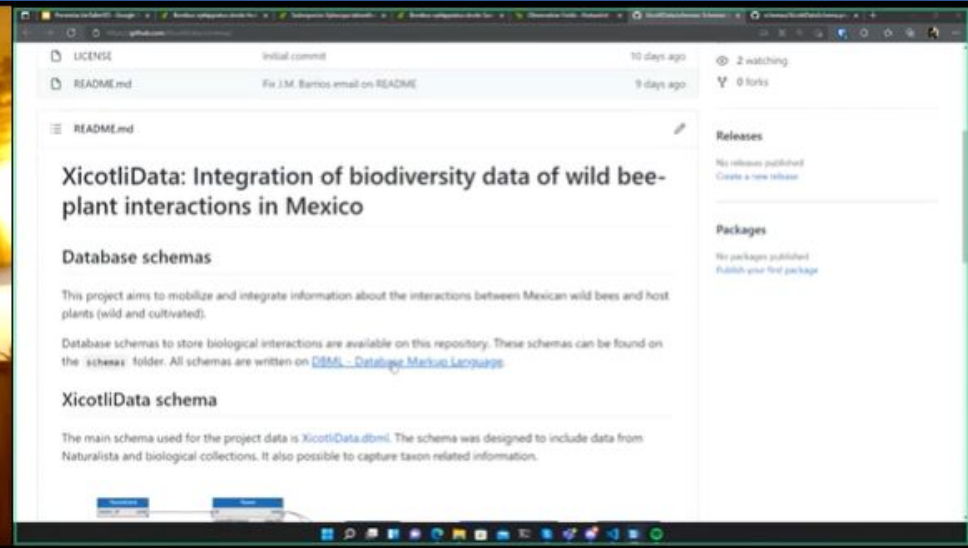 LICENSE Initial commit 10 days ago
README.md Fix J.M. Barrios email on README 9 days ago
README.md
XicotliData: Integration of biodiversity data of wild bee-
plant interactions in Mexico
Database schemas
This project aims to mobilize and integrate information about the interactions between Mexican wild bees and host
plants (wild and cultivated).
Database schemas to store biological interactions are available on this repository. These schemas can be found on
the schemas folder. All schemas are written on DBML - Database Markup Language.
XicotliData schema
The main schema used for the project data is XicotliData.dbml. The schema was designed to include data from
Naturalista and biological collections. It also possible to capture taxon related information.
2 watching
0 forks
Releases
No releases published
Create a new release
Packages
No packages published
Publish your first package